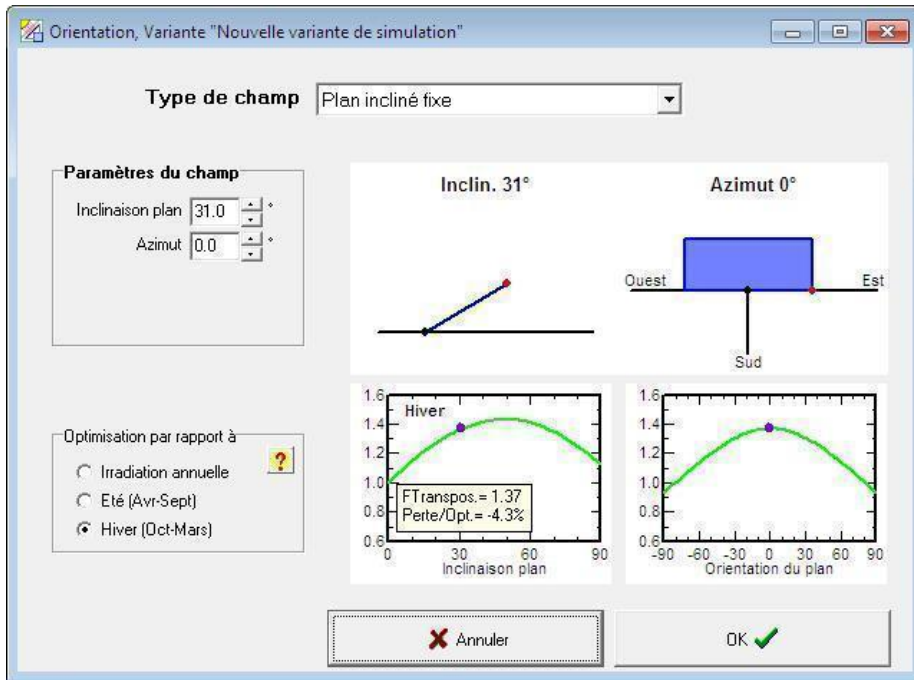 Orientation, Variante "Nouvelle variante de simulation"
Type de champ Plan incliné fixe
Paramètres du champ
Inclinaison plan 31.0 °
Azimut 0.0 °
Inclin. 31°
Azimut 0°
Ouest Est
Sud
Optimisation par rapport à
?
Irradiation annuelle
Eté (Avr-Sept)
Hiver (Oct-Mars)
1.6
1.4
1.2
1.0
0.8
0.6
Hiver
FTranspos.= 1.37
Perte/Opt.= -4.3%
0 30 60 90
Inclinaison plan
1.6
1.4
1.2
1.0
0.8
0.6
-90 -60 -30 0 30 60 90
Orientation du plan
Annuler
OK